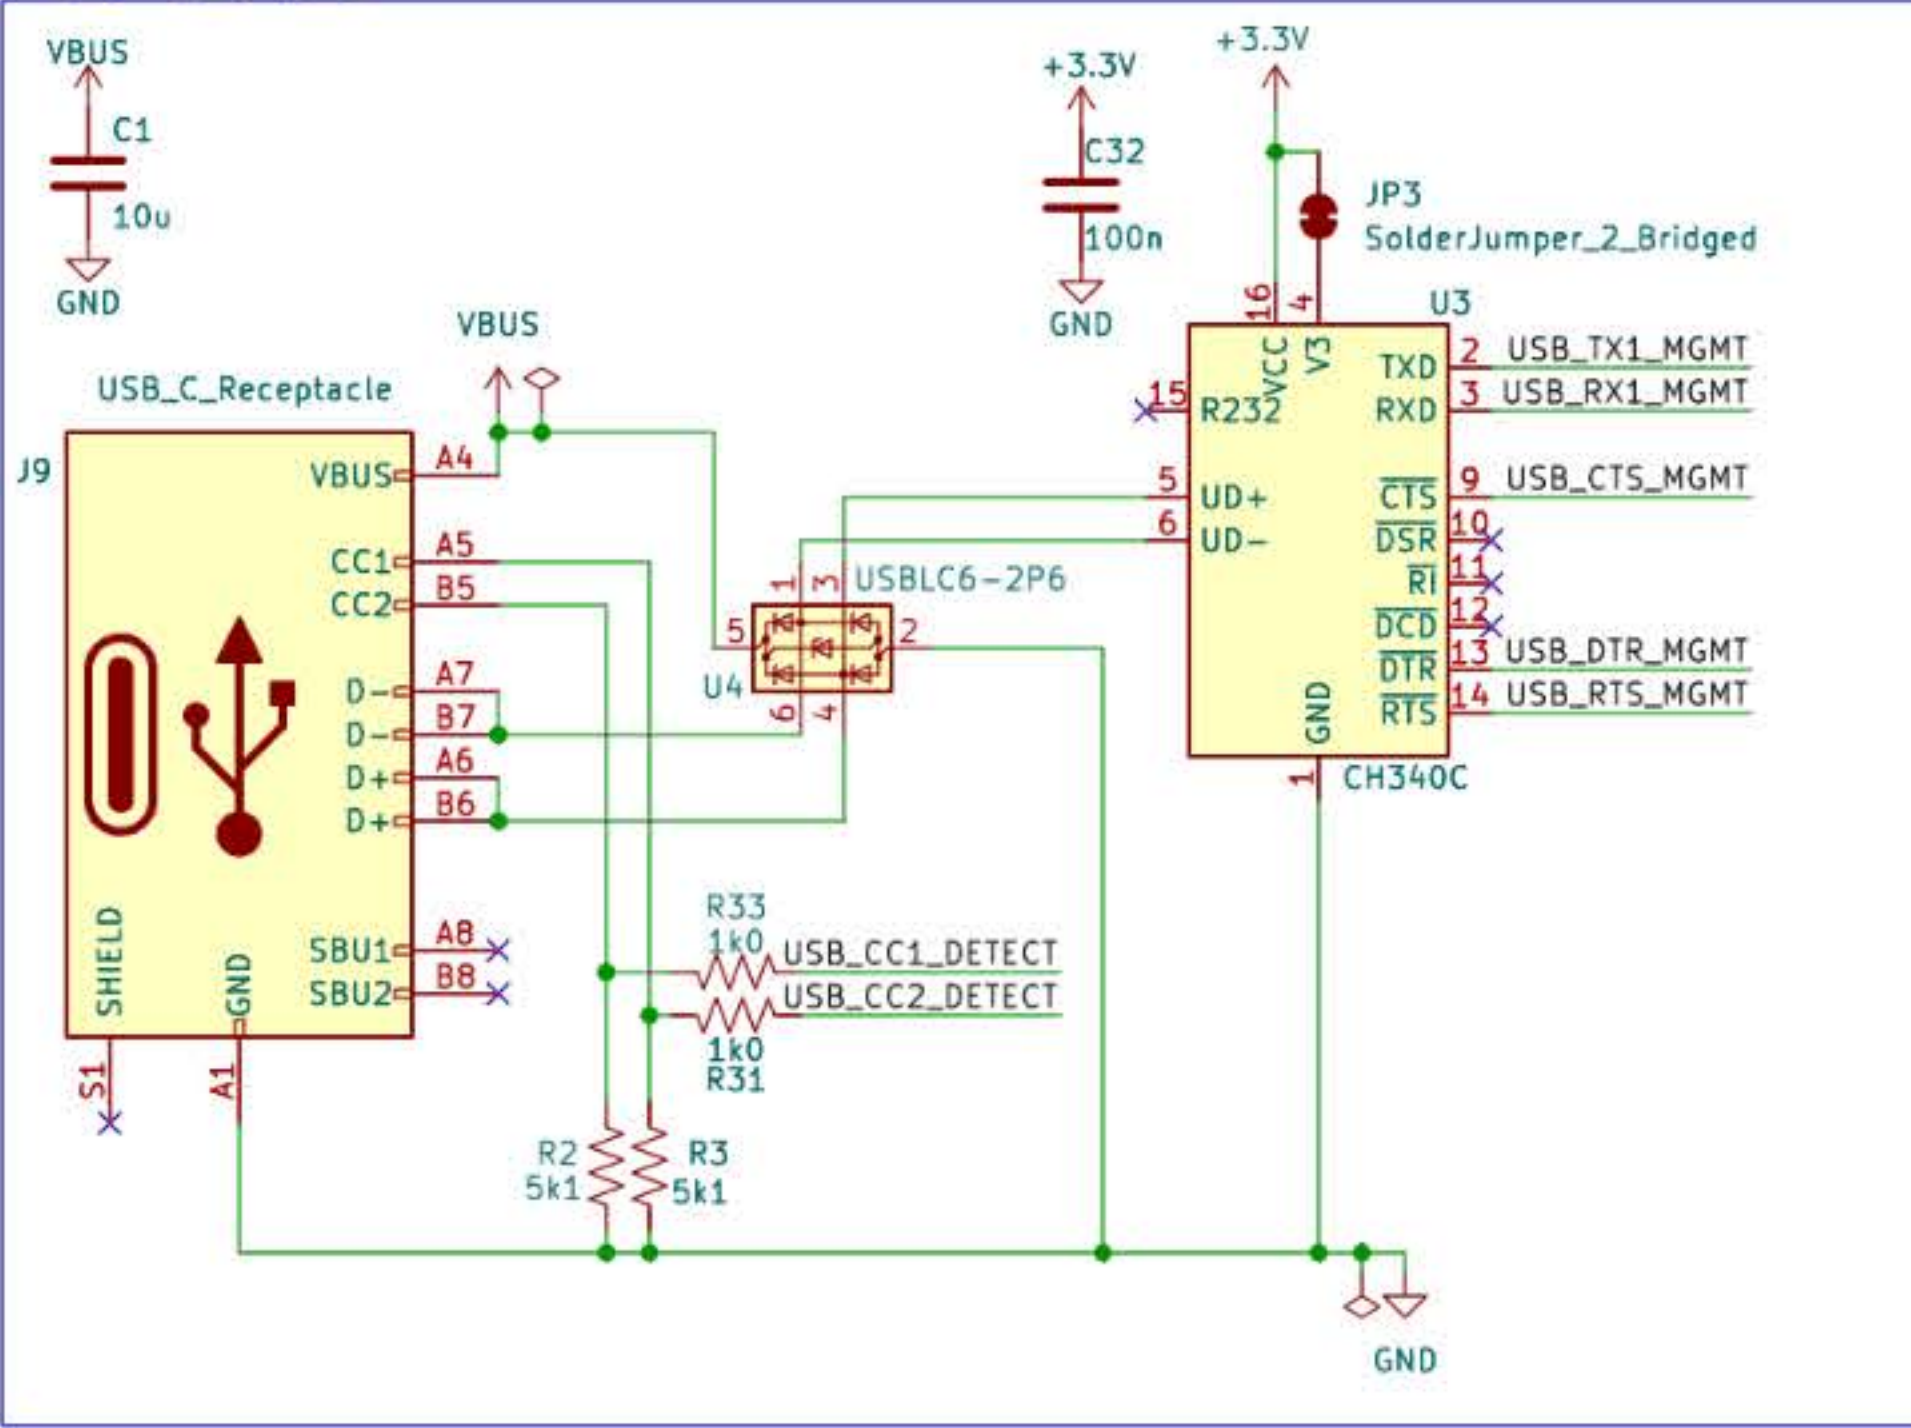 VBUS
C1
10u
GND
+3.3V
C32
100n
GND
+3.3V
JP3
SolderJumper_2_Bridged
VBUS
USB_C_Receptacle
J9
VBUS
A4
CC1
A5
CC2
B5
D-
A7
D-
B7
D+
A6
D+
B6
SBU1
A8
SBU2
B8
SHIELD
GND
S1
A1
USBLC6-2P6
U4
1
3
5
2
6
4
U3
16
4
VCC
V3
15
R232
5
UD+
6
UD-
TXD
2
USB_TX1_MGMT
RXD
3
USB_RX1_MGMT
CTS
9
USB_CTS_MGMT
DSR
10
RI
11
DCD
12
DTR
13
USB_DTR_MGMT
RTS
14
USB_RTS_MGMT
GND
1
CH340C
R33
1k0
USB_CC1_DETECT
USB_CC2_DETECT
1k0
R31
R2
5k1
R3
5k1
GND